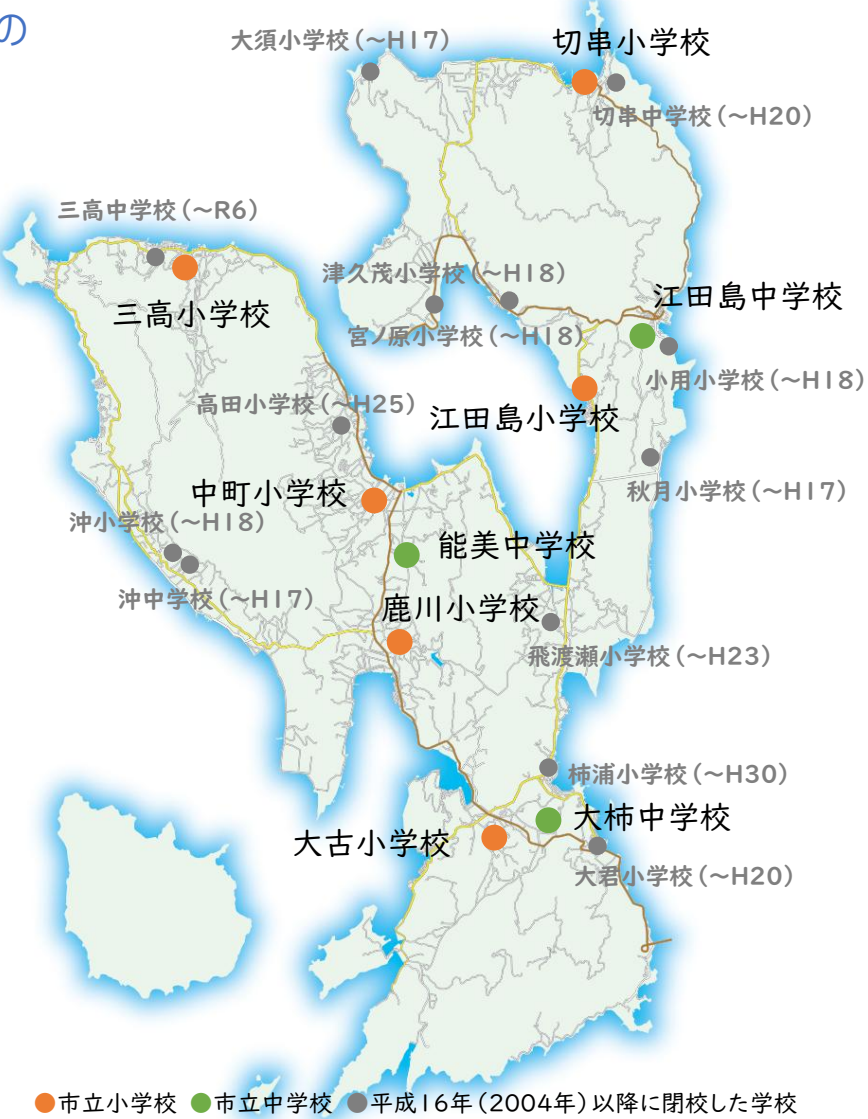 の
大須小学校(~H17)
切串小学校
切串中学校(~H20)
三高中学校(~R6)
三高小学校
津久茂小学校(~H18)
江田島中学校
宮ノ原小学校(~H18)
小用小学校(~H18)
高田小学校(~H25)
江田島小学校
中町小学校
秋月小学校(~H17)
沖小学校(~H18)
能美中学校
沖中学校(~H17)
鹿川小学校
飛渡瀬小学校(~H23)
柿浦小学校(~H30)
大古小学校
大柿中学校
大君小学校(~H20)
●市立小学校 ●市立中学校 ●平成16年(2004年)以降に閉校した学校